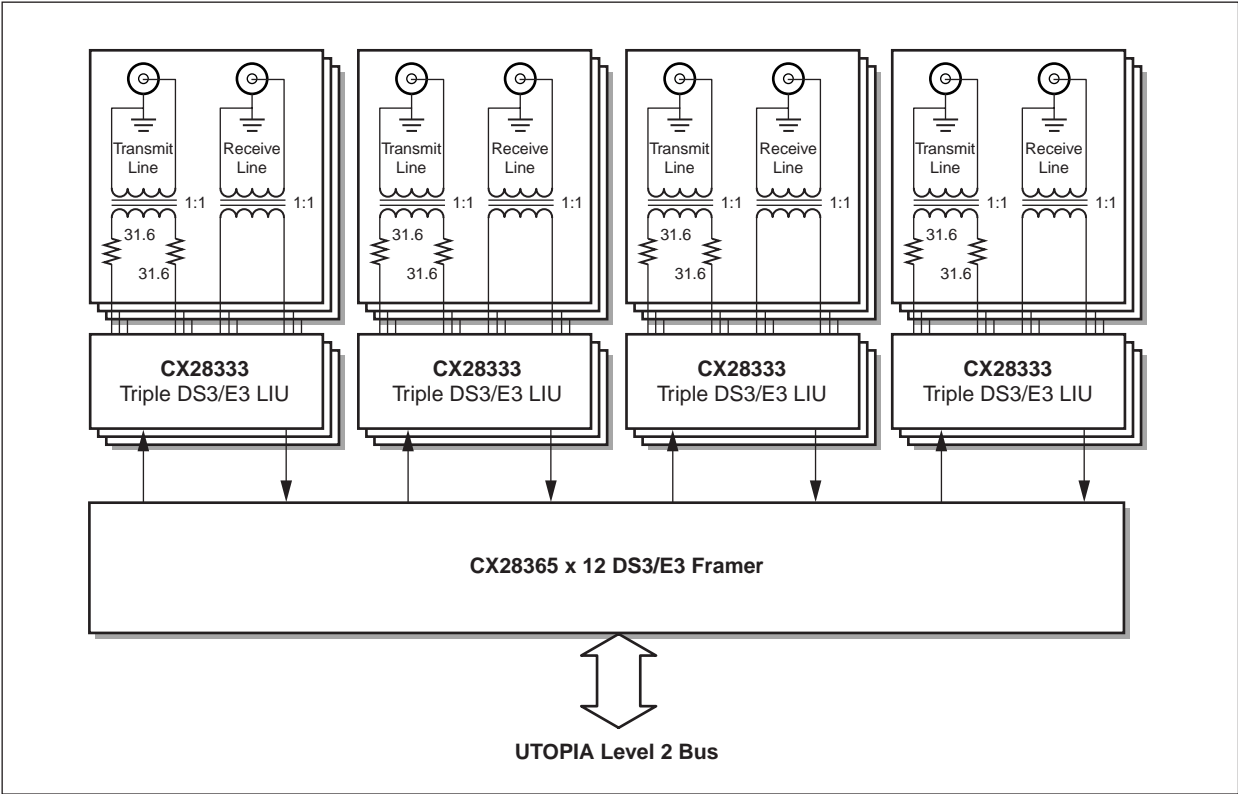 Transmit Line
Receive Line
1:1
1:1
31.6
31.6
Transmit Line
Receive Line
1:1
1:1
31.6
31.6
Transmit Line
Receive Line
1:1
1:1
31.6
31.6
Transmit Line
Receive Line
1:1
1:1
31.6
31.6
CX28333
Triple DS3/E3 LIU
CX28333
Triple DS3/E3 LIU
CX28333
Triple DS3/E3 LIU
CX28333
Triple DS3/E3 LIU
CX28365 x 12 DS3/E3 Framer
UTOPIA Level 2 Bus